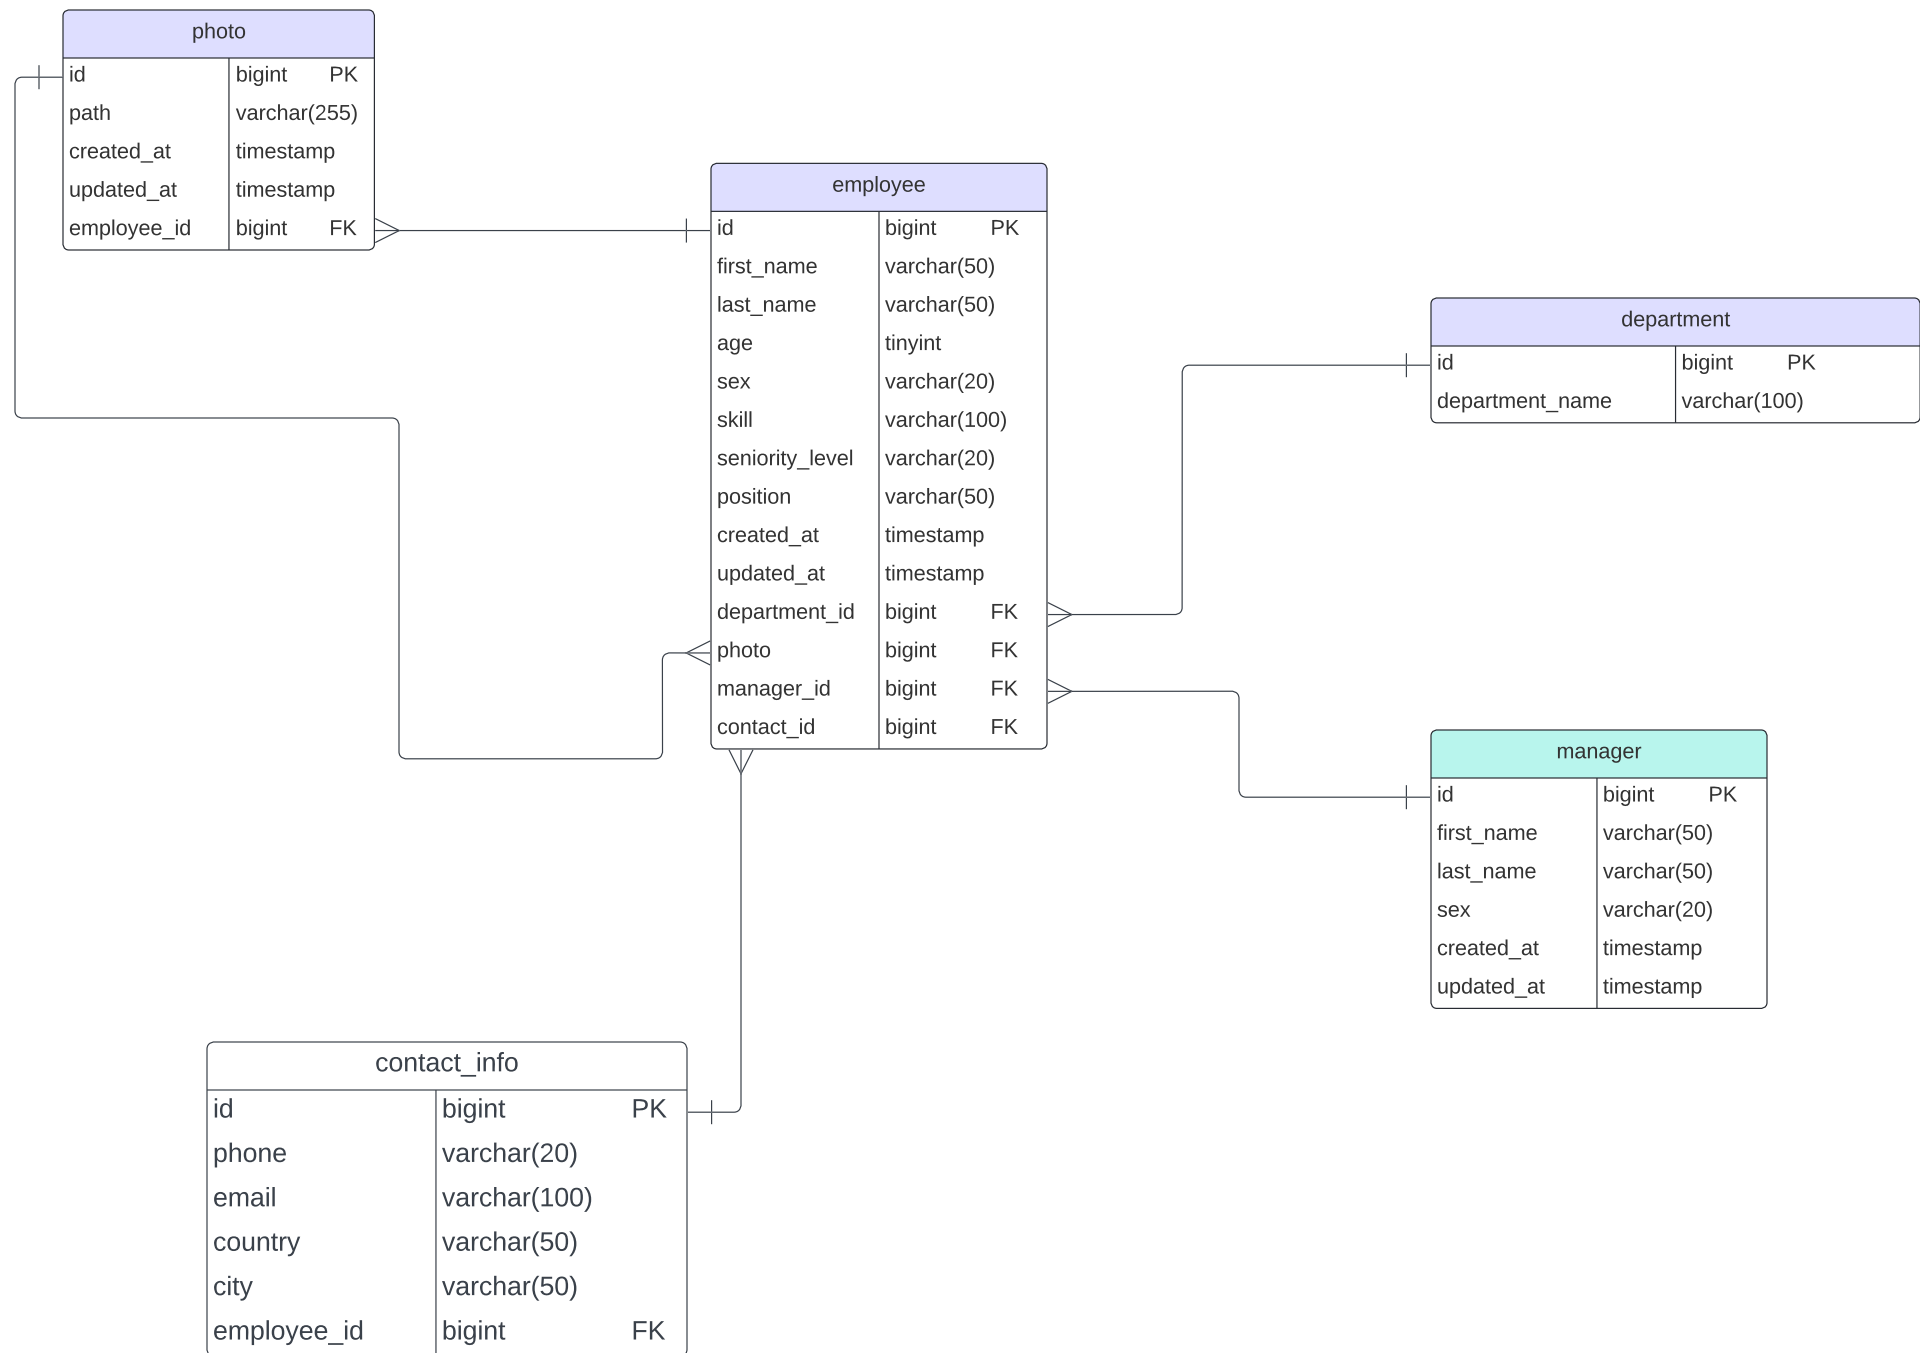 photo
id bigint PK
path varchar(255)
created_at timestamp
updated_at timestamp
employee_id bigint FK
employee
id bigint PK
first_name varchar(50)
last_name varchar(50)
age tinyint
sex varchar(20)
skill varchar(100)
seniority_level varchar(20)
position varchar(50)
created_at timestamp
updated_at timestamp
department_id bigint FK
photo bigint FK
manager_id bigint FK
contact_id bigint FK
department
id bigint PK
department_name varchar(100)
manager
id bigint PK
first_name varchar(50)
last_name varchar(50)
sex varchar(20)
created_at timestamp
updated_at timestamp
contact_info
id bigint PK
phone varchar(20)
email varchar(100)
country varchar(50)
city varchar(50)
employee_id bigint FK